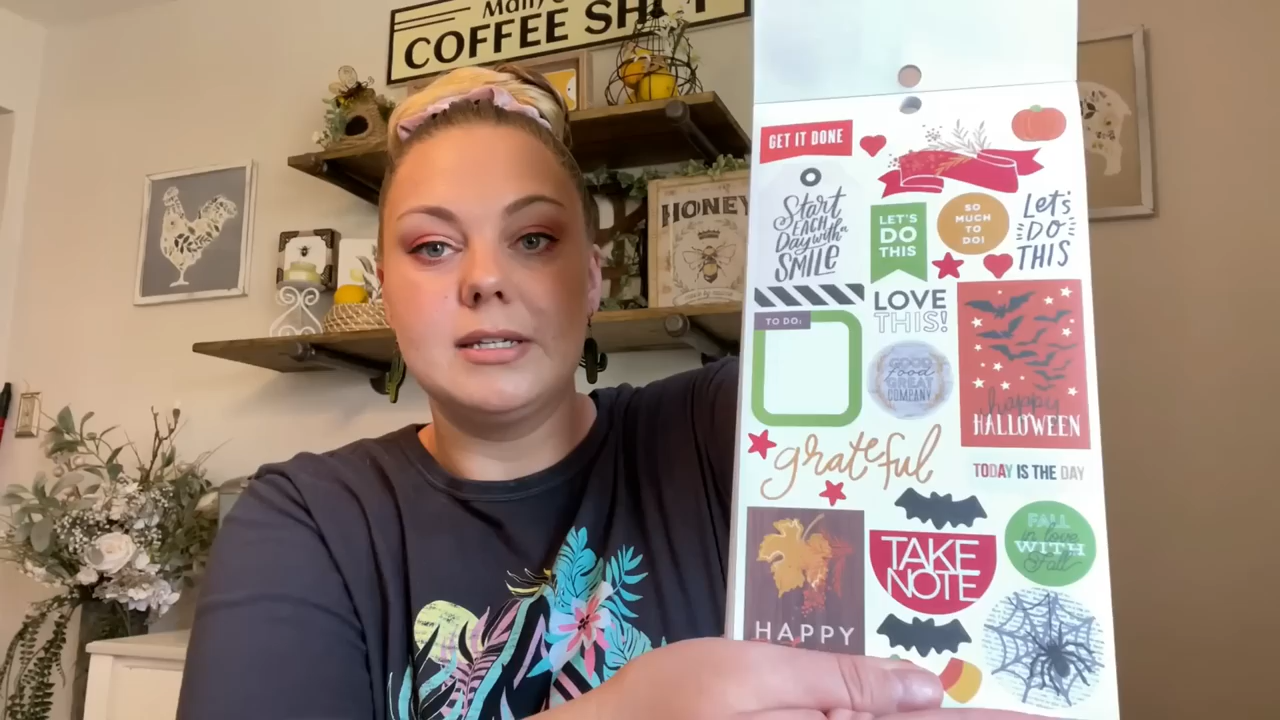 COFFEE SHOP
HONEY
GET IT DONE
Start
EACH
Day with a
SMILE
LET'S
DO
THIS
SO
MUCH
TO
DO!
Let's
DO
THIS
TO DO:
LOVE
THIS!
GOOD
Food
GREAT
COMPANY
happy
HALLOWEEN
grateful
TODAY IS THE DAY
TAKE
NOTE
FALL
in love
WITH
Fall
HAPPY